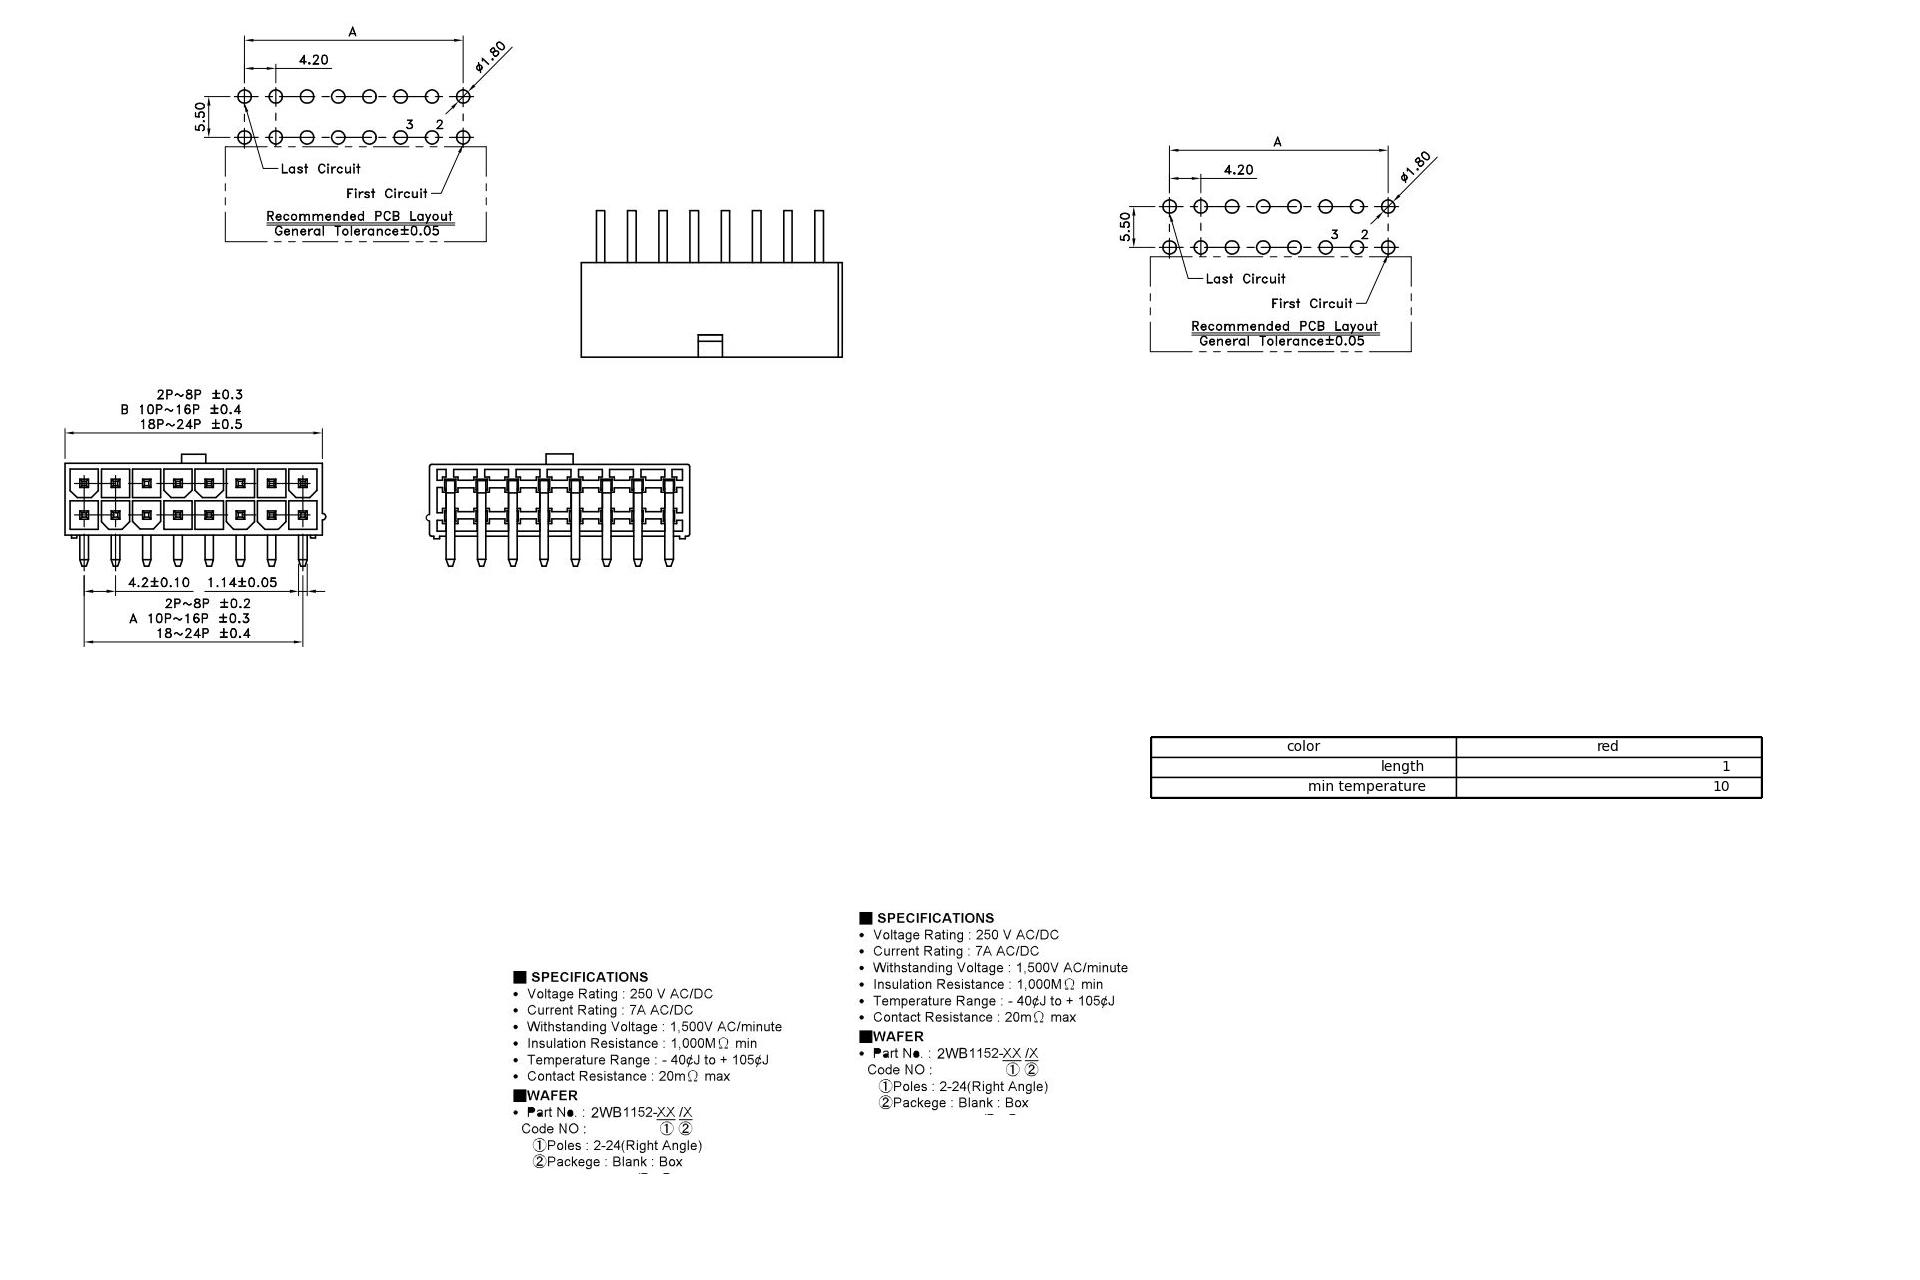 A
4.20
ø1.80
5.50
3 2
Last Circuit
First Circuit
Recommended PCB Layout
General Tolerance±0.05
A
4.20
ø1.80
5.50
3 2
Last Circuit
First Circuit
Recommended PCB Layout
General Tolerance±0.05
2P~8P ±0.3
B 10P~16P ±0.4
18P~24P ±0.5
4.2±0.10 1.14±0.05
2P~8P ±0.2
A 10P~16P ±0.3
18~24P ±0.4
color red
length 1
min temperature 10
■ SPECIFICATIONS
• Voltage Rating : 250 V AC/DC
• Current Rating : 7A AC/DC
• Withstanding Voltage : 1,500V AC/minute
• Insulation Resistance : 1,000MΩ min
• Temperature Range : - 40¢J to + 105¢J
• Contact Resistance : 20mΩ max
■WAFER
• Part No. : 2WB1152-XX /X
Code NO : ① ②
①Poles : 2-24(Right Angle)
②Packege : Blank : Box
■ SPECIFICATIONS
• Voltage Rating : 250 V AC/DC
• Current Rating : 7A AC/DC
• Withstanding Voltage : 1,500V AC/minute
• Insulation Resistance : 1,000MΩ min
• Temperature Range : - 40¢J to + 105¢J
• Contact Resistance : 20mΩ max
■WAFER
• Part No. : 2WB1152-XX /X
Code NO : ① ②
①Poles : 2-24(Right Angle)
②Packege : Blank : Box